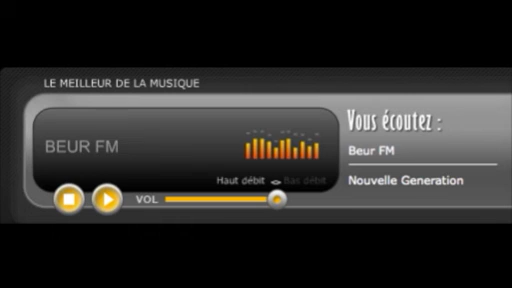 LE MEILLEUR DE LA MUSIQUE
BEUR FM
Haut débit <> Bas débit
VOL
Vous écoutez :
Beur FM
Nouvelle Generation